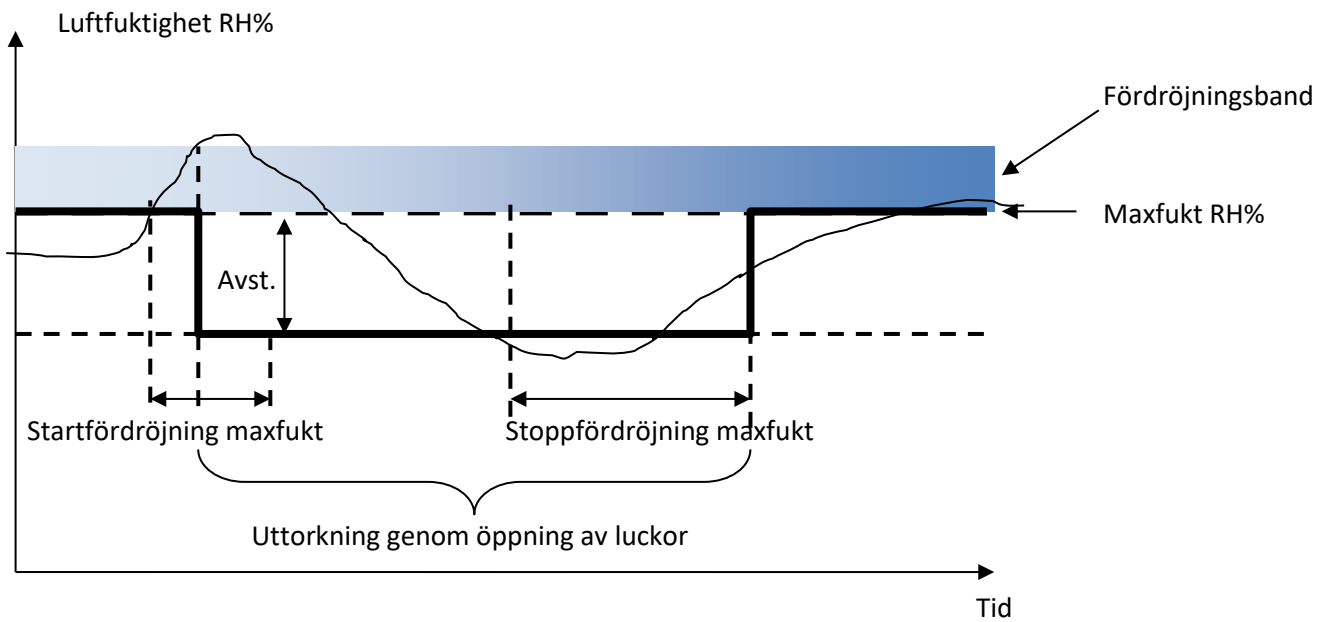 Luftfuktighet RH%
Fördröjningsband
Maxfukt RH%
Avst.
Startfördröjning maxfukt
Stoppfördröjning maxfukt
Uttorkning genom öppning av luckor
Tid